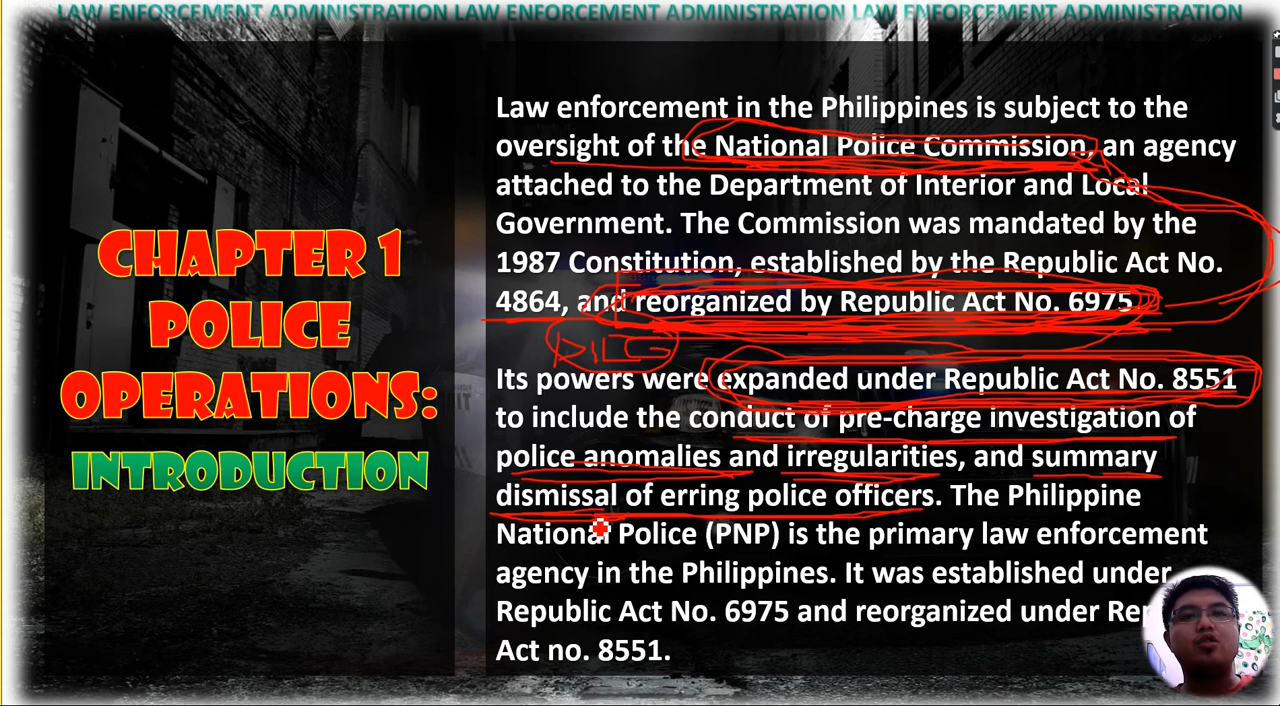 LAW ENFORCEMENT ADMINISTRATION LAW ENFORCEMENT ADMINISTRATION LAW ENFORCEMENT ADMINISTRATION
CHAPTER 1
POLICE
OPERATIONS:
INTRODUCTION
Law enforcement in the Philippines is subject to the
oversight of the National Police Commission, an agency
attached to the Department of Interior and Local
Government. The Commission was mandated by the
1987 Constitution, established by the Republic Act No.
4864, and reorganized by Republic Act No. 6975.
DILG
Its powers were expanded under Republic Act No. 8551
to include the conduct of pre-charge investigation of
police anomalies and irregularities, and summary
dismissal of erring police officers. The Philippine
National Police (PNP) is the primary law enforcement
agency in the Philippines. It was established under
Republic Act No. 6975 and reorganized under
Act no. 8551.